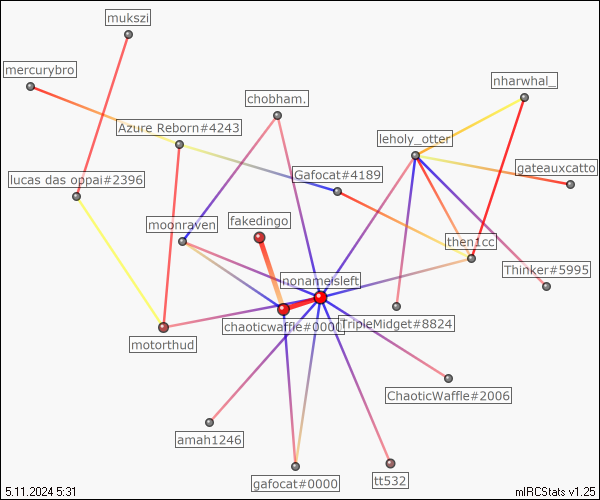 mukszi
mercurybro
nharwhal_
chobham.
Azure Reborn#4243
leholy_otter
gateauxcatto
Gafocat#4189
lucas das oppai#2396
fakedingo
moonraven
then1cc
Thinker#5995
nonameisleft
chaoticwaffle#0000
TripleMidget#8824
motorthud
ChaoticWaffle#2006
amah1246
gafocat#0000
tt532
5.11.2024 5:31
mIRCStats v1.25